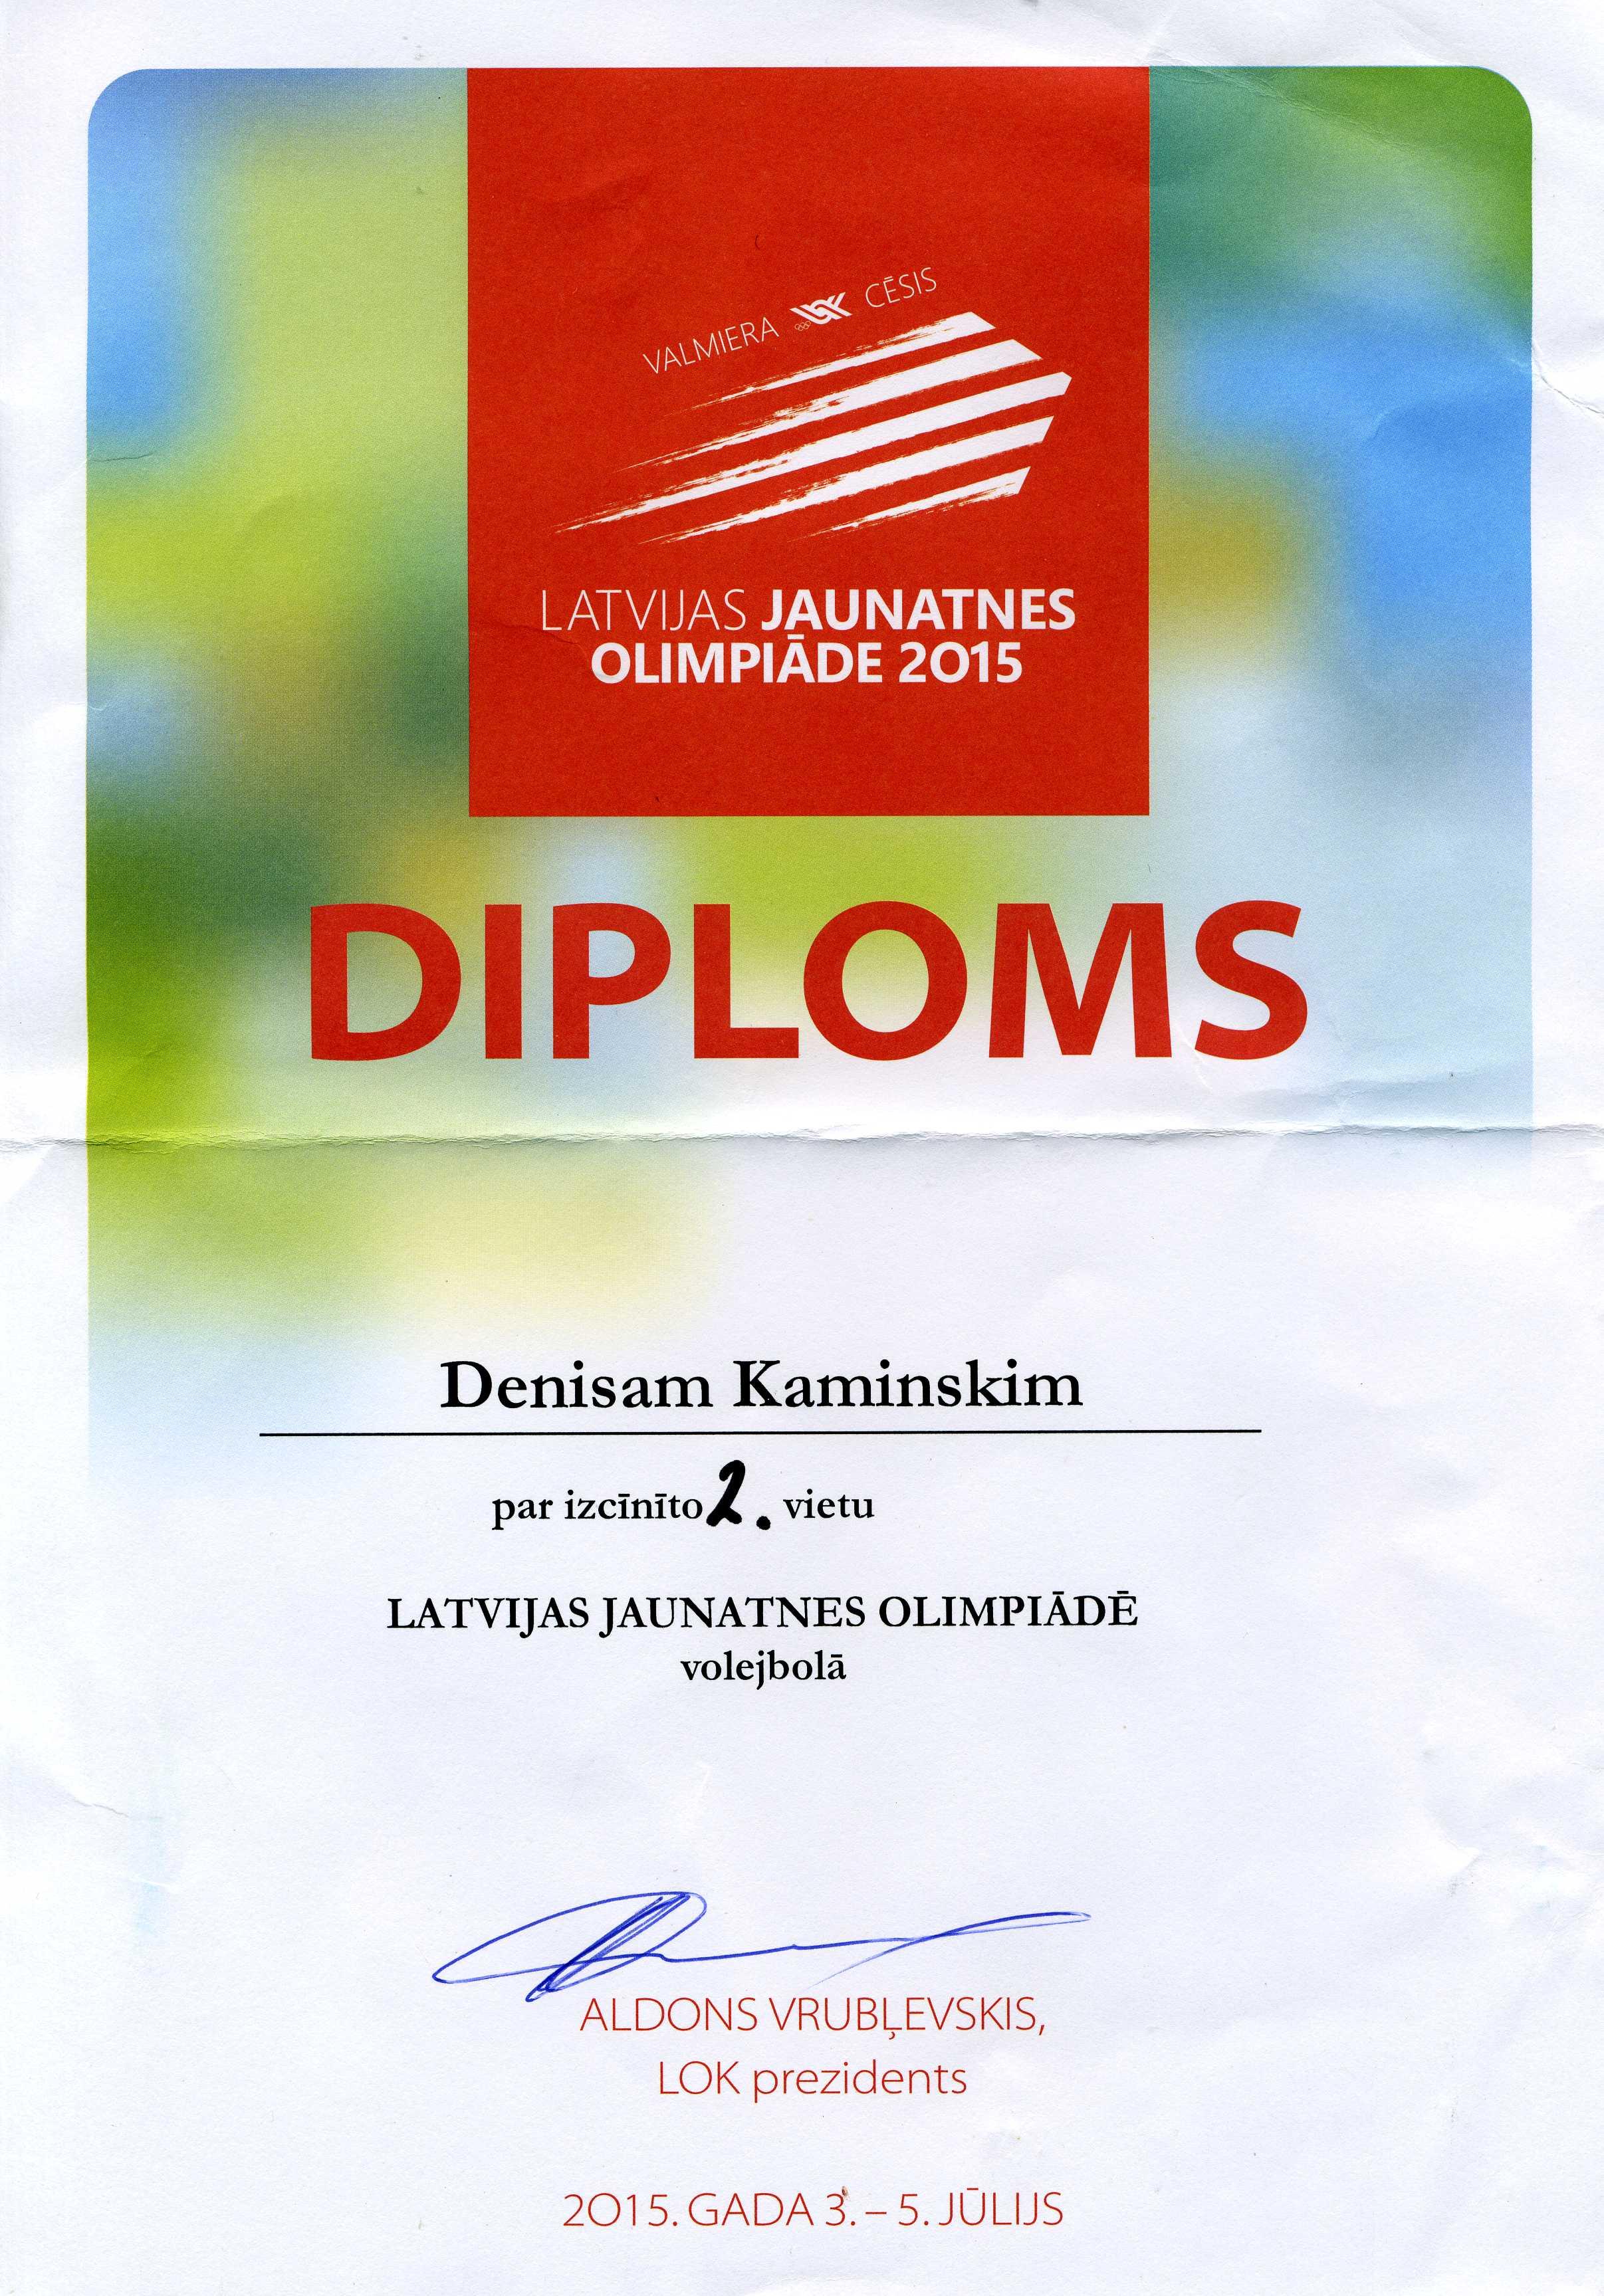 VALMIERA LOK CĒSIS
LATVIJAS JAUNATNES
OLIMPIĀDE 2015
DIPLOMS
Denisam Kaminskim
par izcīnīto 2. vietu
LATVIJAS JAUNATNES OLIMPIĀDĒ
volejbolā
ALDONS VRUBĻEVSKIS,
LOK prezidents
2015. GADA 3. – 5. JŪLIJS